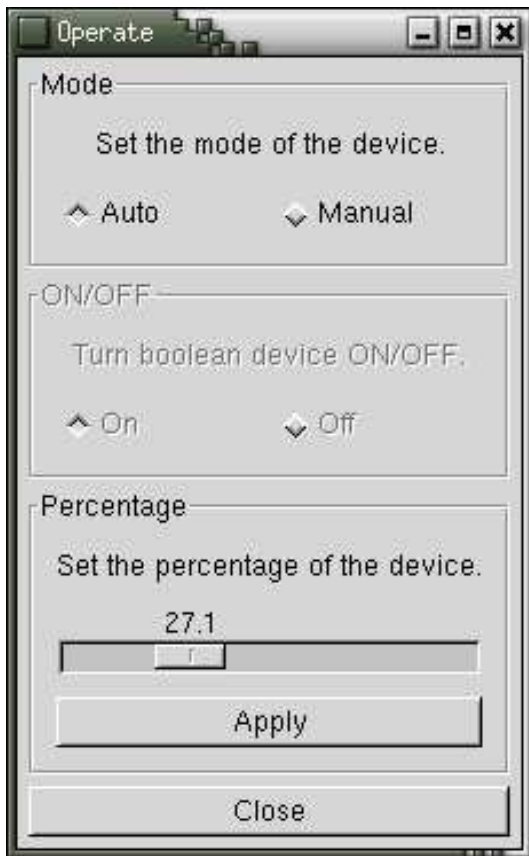 Operate
Mode
Set the mode of the device.
Auto Manual
ON/OFF
Turn boolean device ON/OFF.
On Off
Percentage
Set the percentage of the device.
27.1
Apply
Close